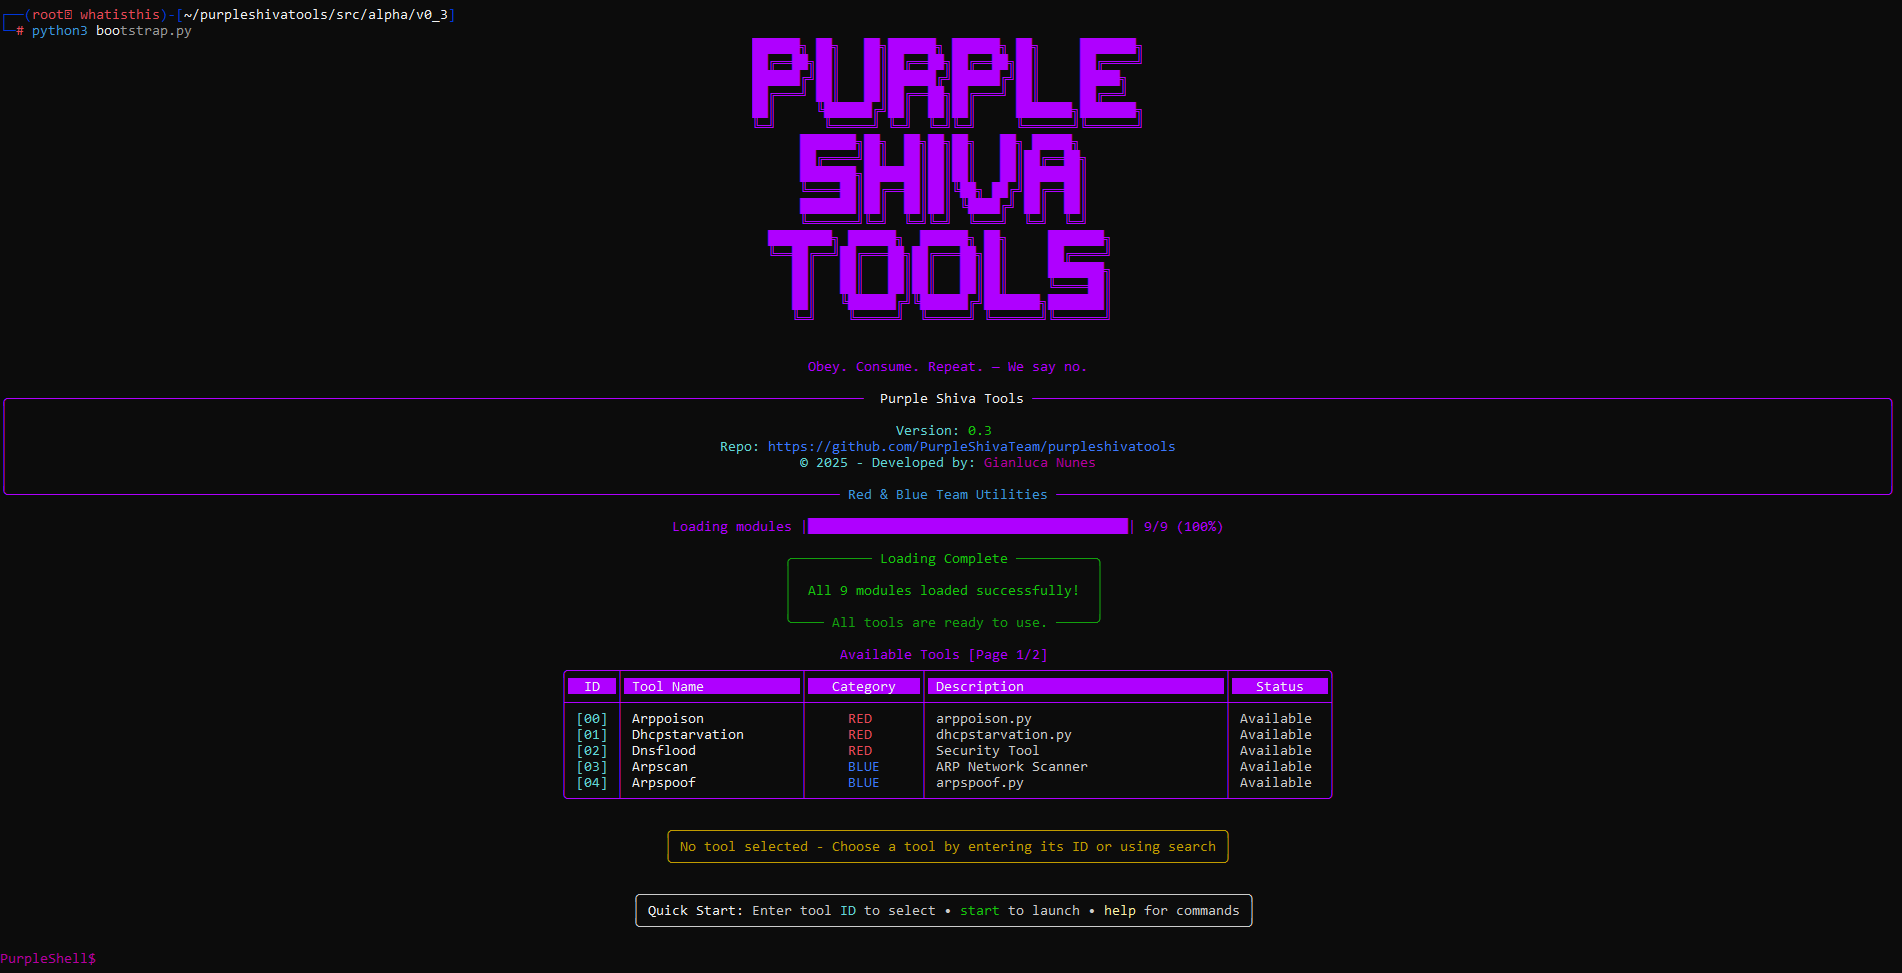 (root㉿ whatisthis)-[~/purpleshivatools/src/alpha/v0_3]
# python3 bootstrap.py
PURPLE
SHIVA
TOOLS
Obey. Consume. Repeat. — We say no.
Purple Shiva Tools
Version: 0.3
Repo: https://github.com/PurpleShivaTeam/purpleshivatools
© 2025 - Developed by: Gianluca Nunes
Red & Blue Team Utilities
Loading modules | | 9/9 (100%)
Loading Complete
All 9 modules loaded successfully!
All tools are ready to use.
Available Tools [Page 1/2]
ID Tool Name Category Description Status
[00] Arppoison RED arppoison.py Available
[01] Dhcpstarvation RED dhcpstarvation.py Available
[02] Dnsflood RED Security Tool Available
[03] Arpscan BLUE ARP Network Scanner Available
[04] Arpspoof BLUE arpspoof.py Available
No tool selected - Choose a tool by entering its ID or using search
Quick Start: Enter tool ID to select • start to launch • help for commands
PurpleShell$